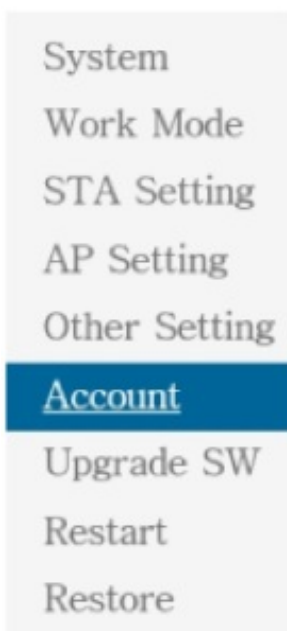 System
Work Mode
STA Setting
AP Setting
Other Setting
Account
Upgrade SW
Restart
Restore